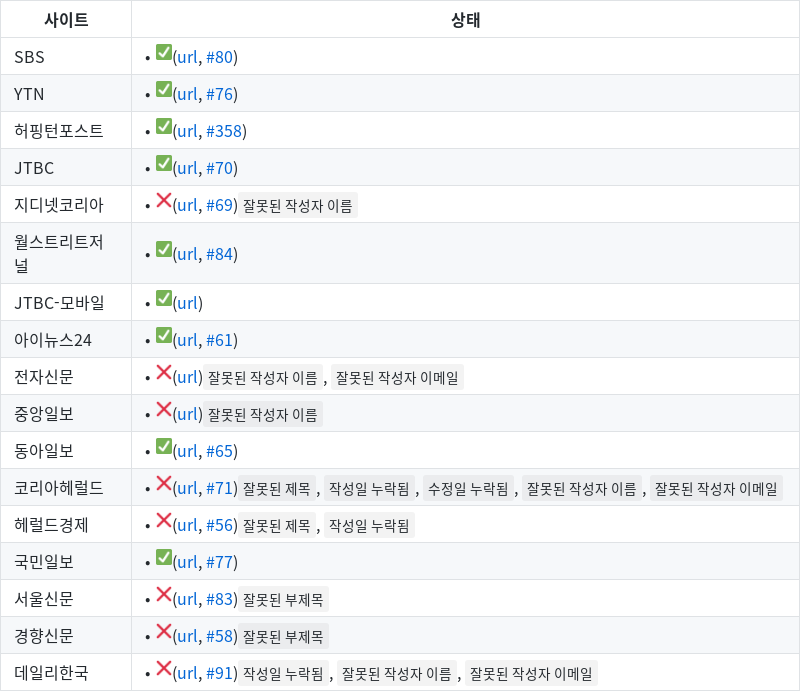 사이트 상태
SBS • ✅(url, #80)
YTN • ✅(url, #76)
허핑턴포스트 • ✅(url, #358)
JTBC • ✅(url, #70)
지디넷코리아 • ❌(url, #69) 잘못된 작성자 이름
월스트리트저
널 • ✅(url, #84)
JTBC-모바일 • ✅(url)
아이뉴스24 • ✅(url, #61)
전자신문 • ❌(url) 잘못된 작성자 이름 , 잘못된 작성자 이메일
중앙일보 • ❌(url) 잘못된 작성자 이름
동아일보 • ✅(url, #65)
코리아헤럴드 • ❌(url, #71) 잘못된 제목 , 작성일 누락됨 , 수정일 누락됨 , 잘못된 작성자 이름 , 잘못된 작성자 이메일
헤럴드경제 • ❌(url, #56) 잘못된 제목 , 작성일 누락됨
국민일보 • ✅(url, #77)
서울신문 • ❌(url, #83) 잘못된 부제목
경향신문 • ❌(url, #58) 잘못된 부제목
데일리한국 • ❌(url, #91) 작성일 누락됨 , 잘못된 작성자 이름 , 잘못된 작성자 이메일